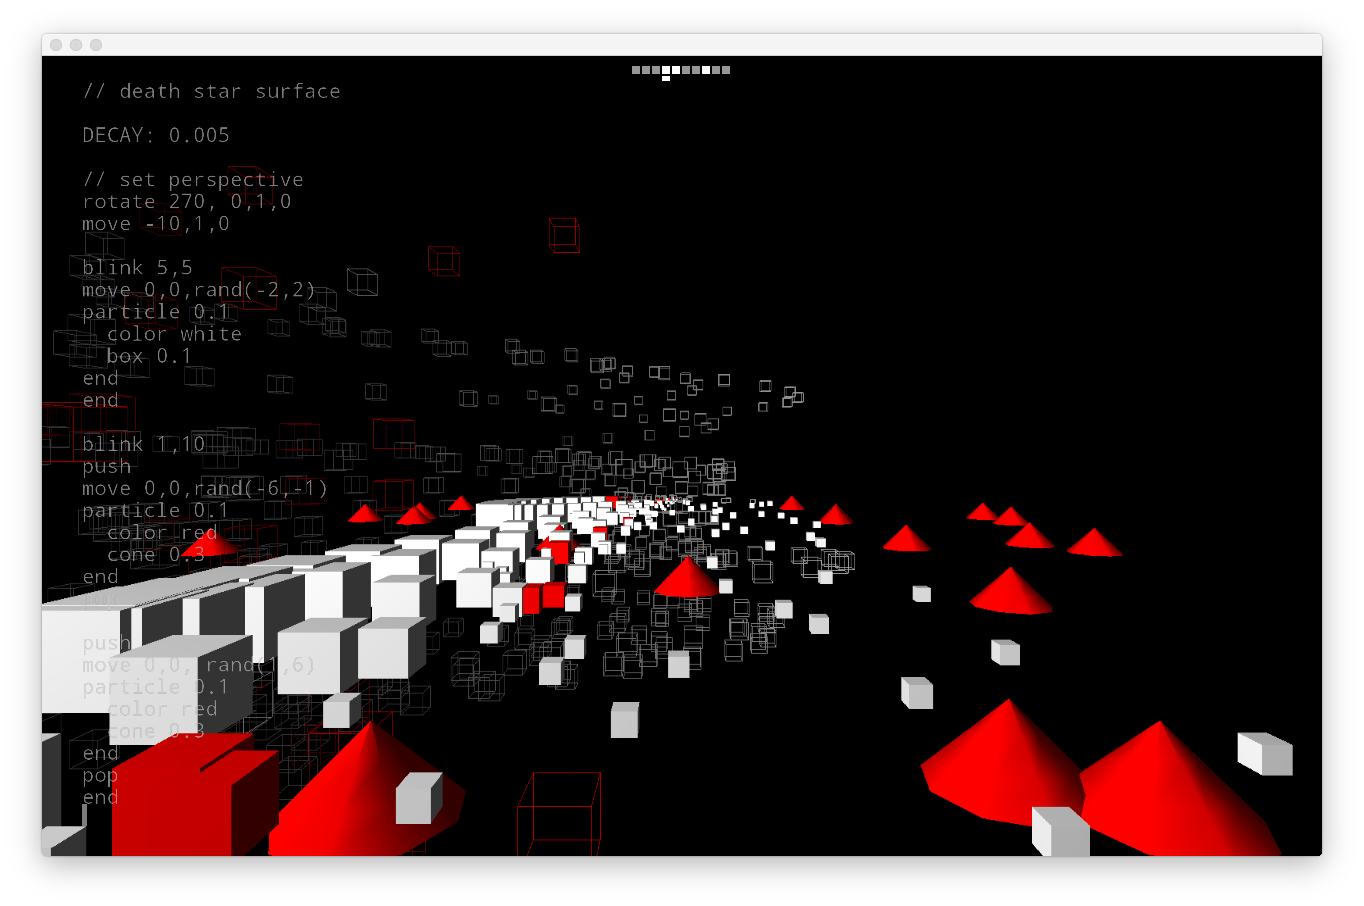 // death star surface
DECAY: 0.005
// set perspective
rotate 270, 0,1,0
move -10,1,0
blink 5,5
move 0,0,rand(-2,2)
particle 0.1
color white
box 0.1
end
end
blink 1,10
push
move 0,0,rand(-6,-1)
particle 0.1
color red
cone 0.3
end
push
move 0,0, rand(1,6)
particle 0.1
color red
cone 0.3
end
pop
end